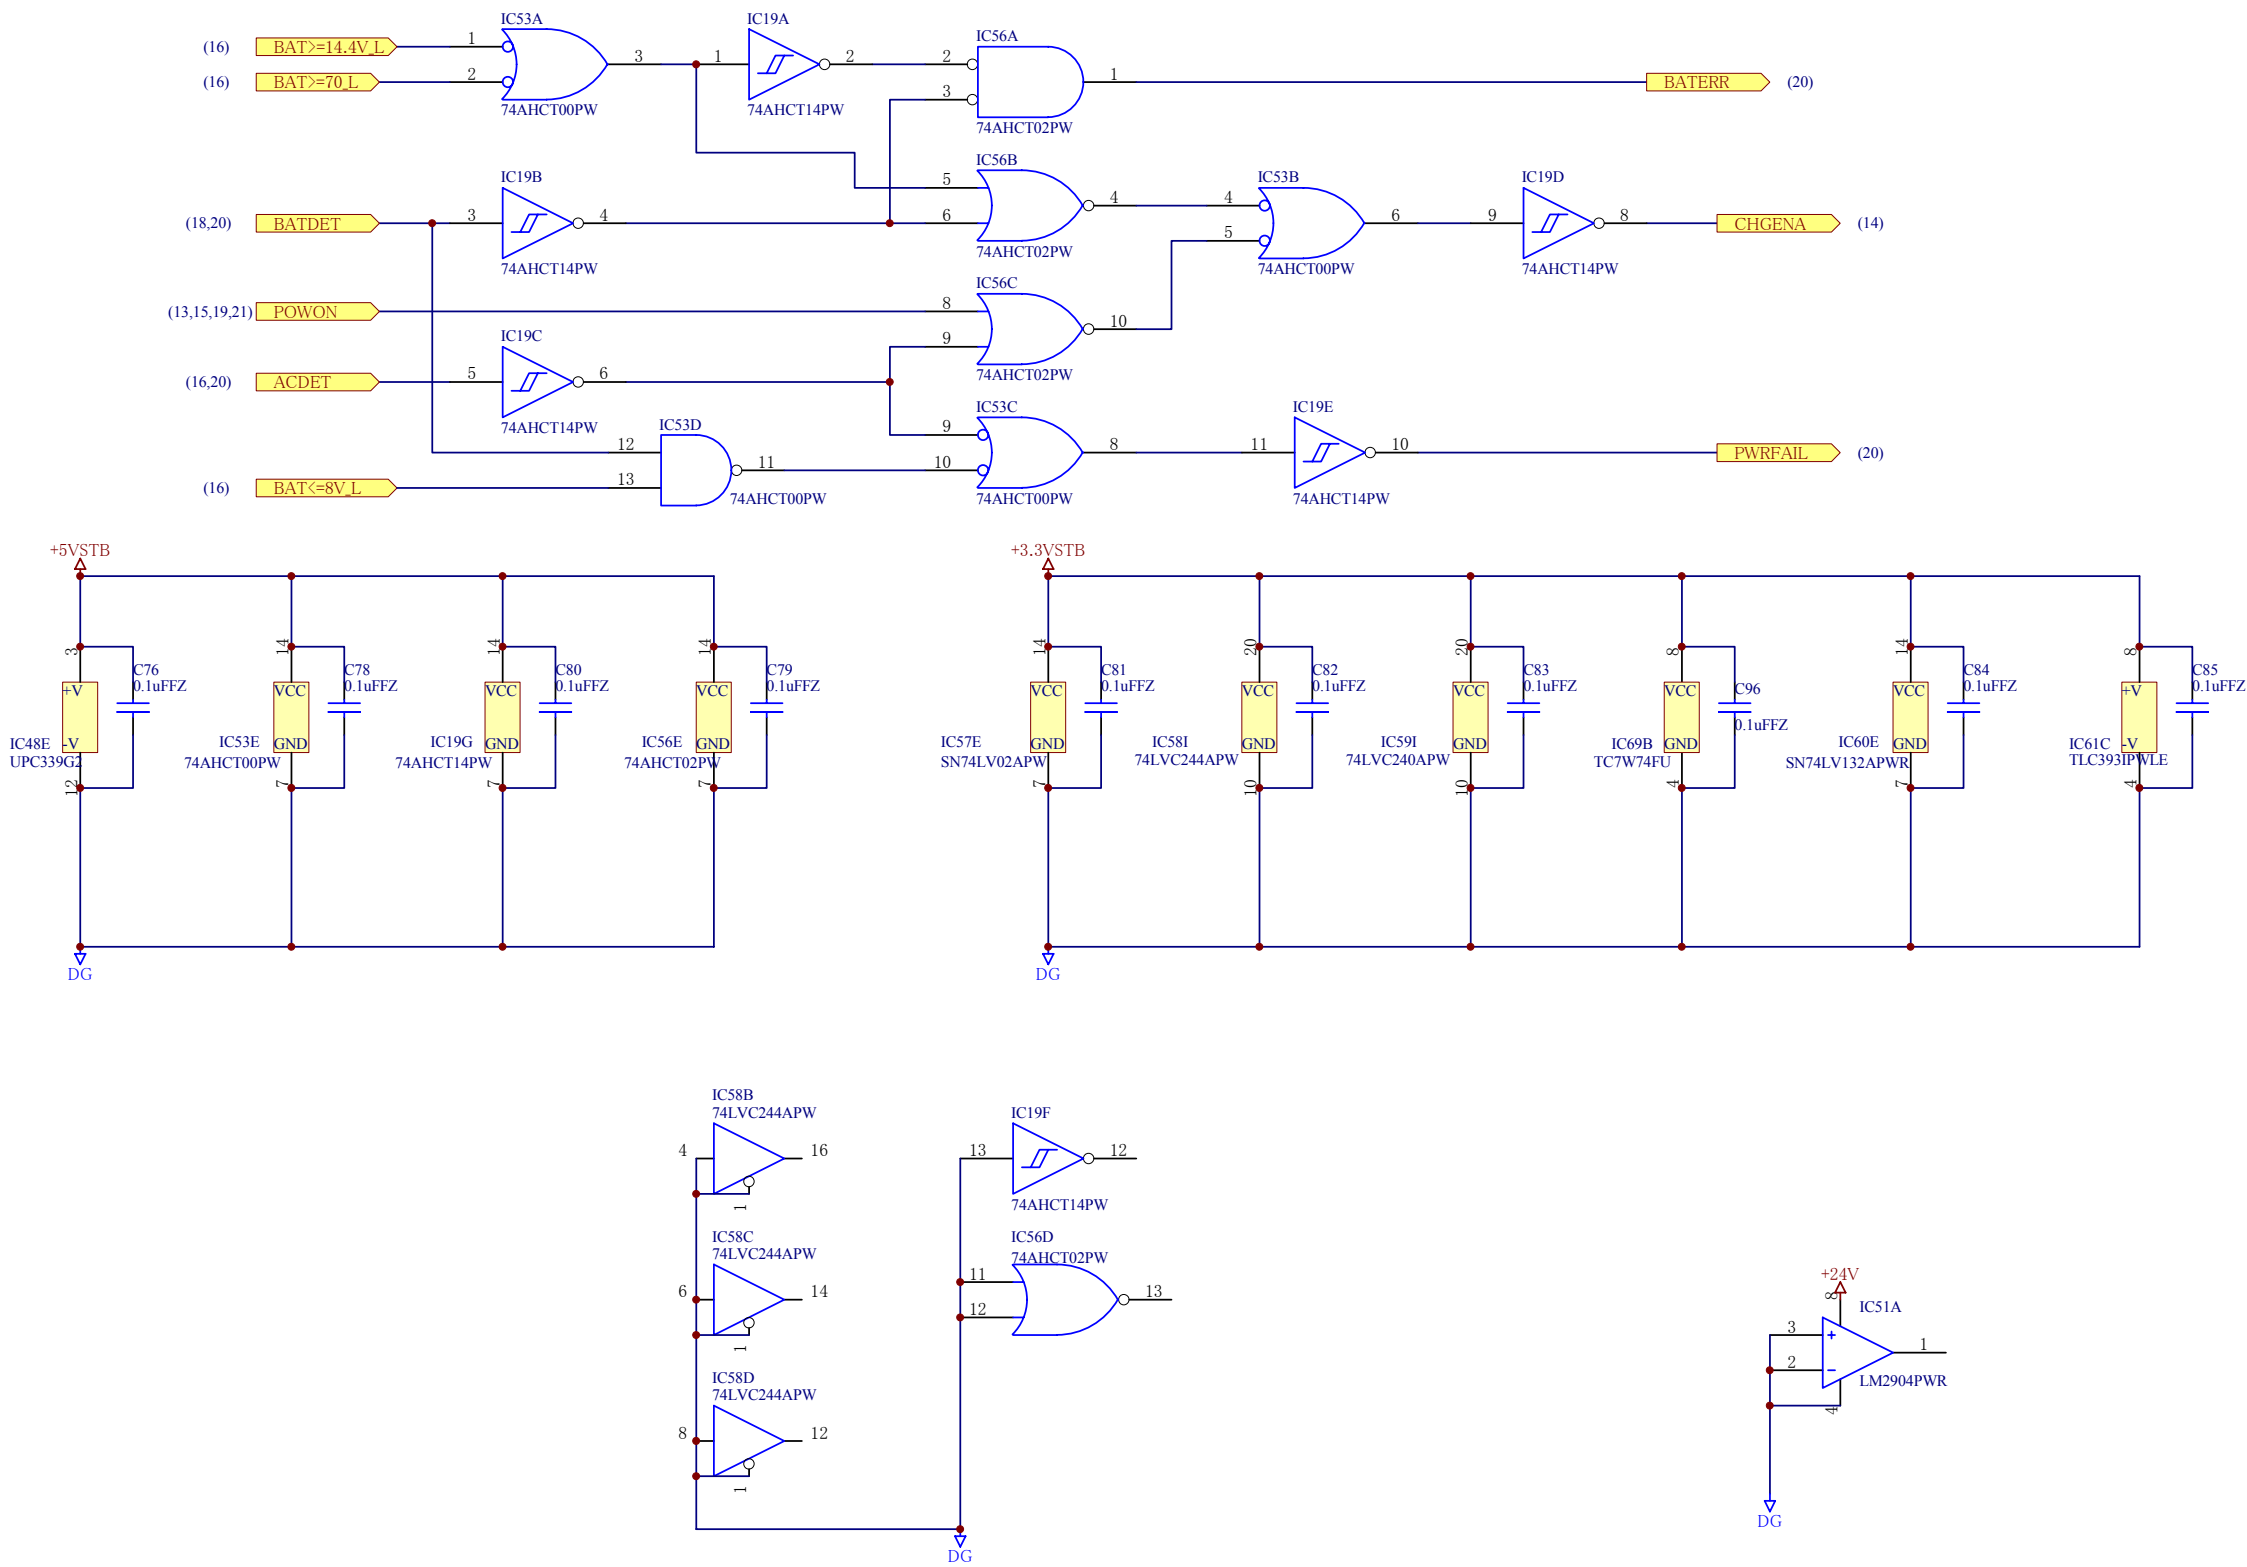 IC53A
IC19A
IC56A
(16) BAT>=14.4V_L 1
3 1 2 2
1
(16) BAT>=70_L 2
BATERR (20)
3
74AHCT00PW
74AHCT14PW
74AHCT02PW
IC56B
IC19B
IC53B
IC19D
5
4 4
(18,20) BATDET 3 4
6
6 9 8
CHGENA (14)
5
74AHCT02PW
74AHCT14PW
74AHCT00PW
74AHCT14PW
IC56C
(13,15,19,21) POWON
8
10
IC19C
9
(16,20) ACDET 5 6
74AHCT02PW
IC53C
IC19E
74AHCT14PW
IC53D
9
12
8 11 10
PWRFAIL (20)
11 10
13
(16) BAT<=8V_L
74AHCT00PW
74AHCT00PW
74AHCT14PW
+5VSTB
+3.3VSTB
3 14 14 14
14 20 20 8 14 8
C76 C78 C80 C79
C81 C82 C83 C84 C85
0.1uFFZ 0.1uFFZ 0.1uFFZ 0.1uFFZ
0.1uFFZ 0.1uFFZ 0.1uFFZ 0.1uFFZ 0.1uFFZ
+V VCC VCC VCC
VCC VCC VCC VCC C96 VCC +V
0.1uFFZ
IC48E -V IC53E GND IC19G GND IC56E GND
IC57E GND IC58I GND IC59I GND IC69B GND IC60E GND IC61C -V
UPC339G2 74AHCT00PW 74AHCT14PW 74AHCT02PW
SN74LV02APW 74LVC244APW 74LVC240APW TC7W74FU SN74LV132APWR TLC393IPWLE
12 7 7 7
7 10 10 4 7 4
DG
DG
IC58B
74LVC244APW
IC19F
4 16
13 12
1
74AHCT14PW
IC58C
74LVC244APW
IC56D
74AHCT02PW
6 14
11
12
13
1
IC58D
74LVC244APW
8 12
1
DG
+24V
8
IC51A
3
+
1
2
-
LM2904PWR
4
DG